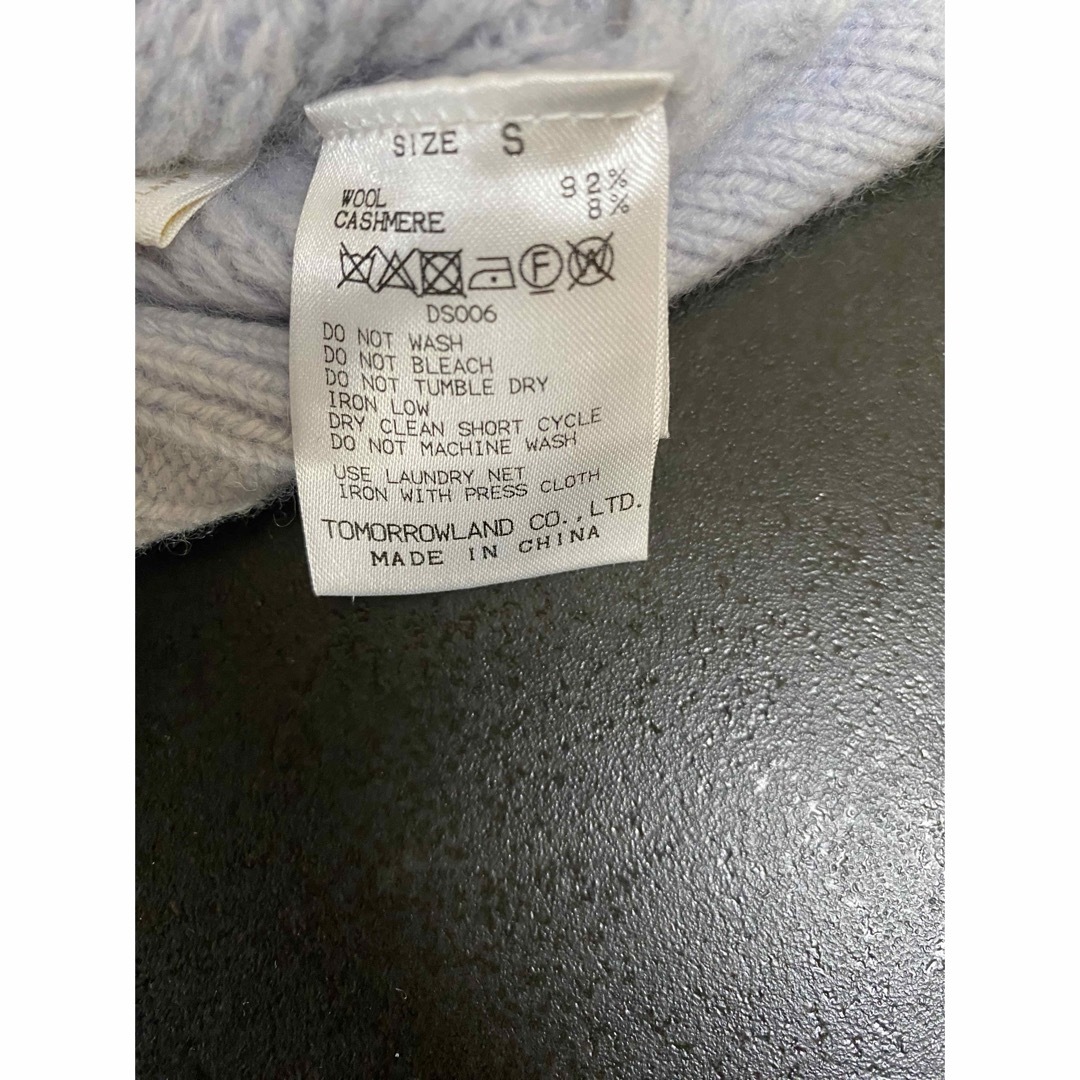 SIZE S
WOOL 92%
CASHMERE 8%
F W
DS006
DO NOT WASH
DO NOT BLEACH
DO NOT TUMBLE DRY
IRON LOW
DRY CLEAN SHORT CYCLE
DO NOT MACHINE WASH
USE LAUNDRY NET
IRON WITH PRESS CLOTH
TOMORROWLAND CO.,LTD.
MADE IN CHINA